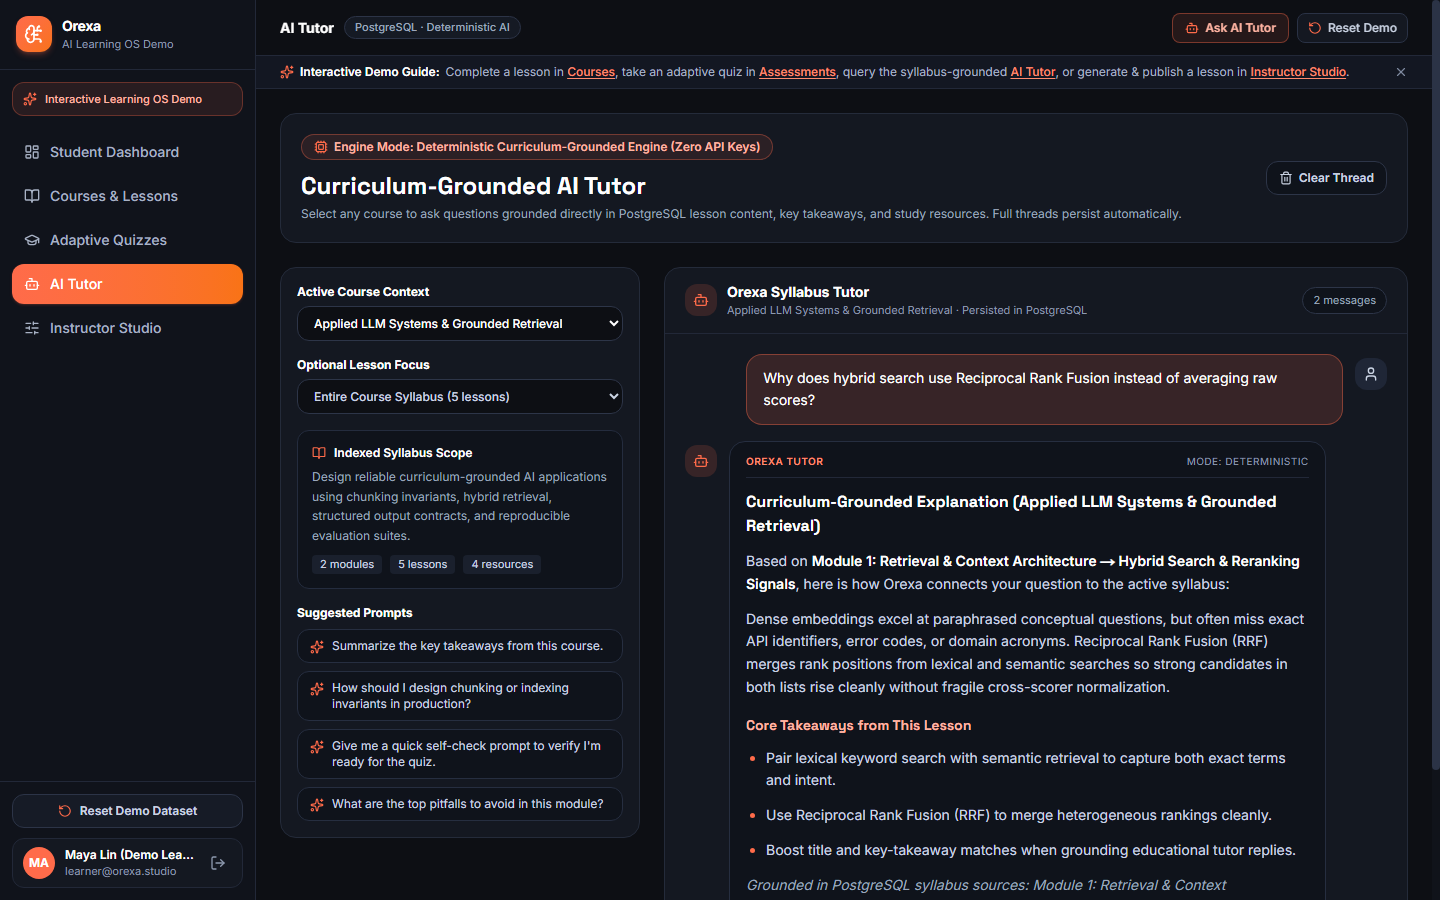 Orexa
AI Learning OS Demo
Interactive Learning OS Demo
Student Dashboard
Courses & Lessons
Adaptive Quizzes
AI Tutor
Instructor Studio
Reset Demo Dataset
MA
Maya Lin (Demo Lea...
learner@orexa.studio
AI Tutor
PostgreSQL · Deterministic AI
Ask AI Tutor
Reset Demo
Interactive Demo Guide: Complete a lesson in Courses, take an adaptive quiz in Assessments, query the syllabus-grounded AI Tutor, or generate & publish a lesson in Instructor Studio.
Engine Mode: Deterministic Curriculum-Grounded Engine (Zero API Keys)
Curriculum-Grounded AI Tutor
Select any course to ask questions grounded directly in PostgreSQL lesson content, key takeaways, and study resources. Full threads persist automatically.
Clear Thread
Active Course Context
Applied LLM Systems & Grounded Retrieval
Optional Lesson Focus
Entire Course Syllabus (5 lessons)
Indexed Syllabus Scope
Design reliable curriculum-grounded AI applications
using chunking invariants, hybrid retrieval,
structured output contracts, and reproducible
evaluation suites.
2 modules
5 lessons
4 resources
Suggested Prompts
Summarize the key takeaways from this course.
How should I design chunking or indexing
invariants in production?
Give me a quick self-check prompt to verify I'm
ready for the quiz.
What are the top pitfalls to avoid in this module?
Orexa Syllabus Tutor
Applied LLM Systems & Grounded Retrieval · Persisted in PostgreSQL
2 messages
Why does hybrid search use Reciprocal Rank Fusion instead of averaging raw
scores?
OREXA TUTOR
MODE: DETERMINISTIC
Curriculum-Grounded Explanation (Applied LLM Systems & Grounded
Retrieval)
Based on Module 1: Retrieval & Context Architecture → Hybrid Search & Reranking
Signals, here is how Orexa connects your question to the active syllabus:
Dense embeddings excel at paraphrased conceptual questions, but often miss exact
API identifiers, error codes, or domain acronyms. Reciprocal Rank Fusion (RRF)
merges rank positions from lexical and semantic searches so strong candidates in
both lists rise cleanly without fragile cross-scorer normalization.
Core Takeaways from This Lesson
• Pair lexical keyword search with semantic retrieval to capture both exact terms
and intent.
• Use Reciprocal Rank Fusion (RRF) to merge heterogeneous rankings cleanly.
• Boost title and key-takeaway matches when grounding educational tutor replies.
Grounded in PostgreSQL syllabus sources: Module 1: Retrieval & Context